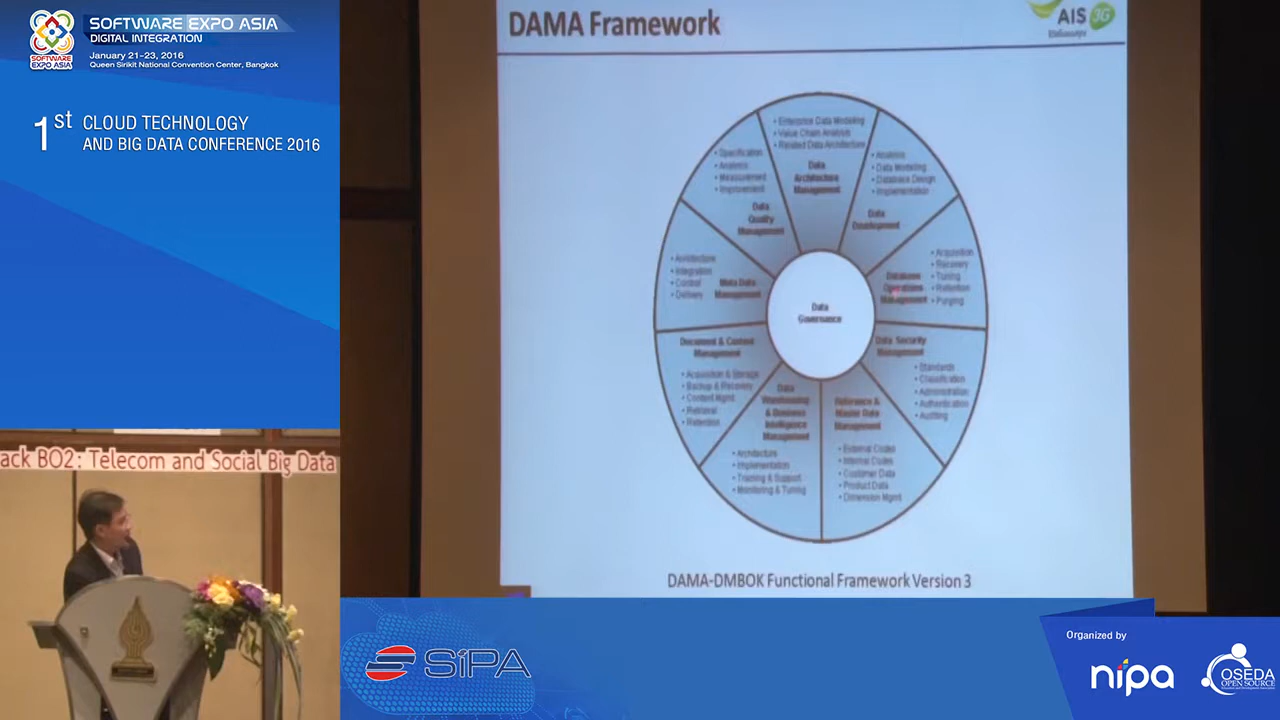 SOFTWARE EXPO ASIA
DIGITAL INTEGRATION
January 21-23, 2016
Queen Sirikit National Convention Center, Bangkok
SOFTWARE
EXPO ASIA
1st CLOUD TECHNOLOGY
AND BIG DATA CONFERENCE 2016
ack BO2: Telecom and Social Big Data
DAMA Framework
AIS 3G
• Enterprise Data Modeling
• Value Chain Analysis
• Related Data Architecture
Data
Architecture
Management
• Analysis
• Data Modeling
• Database Design
• Implementation
Data
Development
• Acquisition
• Recovery
• Tuning
• Retention
• Purging
Database
Operations
Management
Data Security
Management
• Standards
• Classification
• Administration
• Authentication
• Auditing
Reference &
Master Data
Management
• External Codes
• Internal Codes
• Customer Data
• Product Data
• Dimension Mgmt
Data
Warehousing
& Business
Intelligence
Management
• Architecture
• Implementation
• Training & Support
• Monitoring & Tuning
Document & Content
Management
• Acquisition & Storage
• Backup & Recovery
• Content Mgmt
• Retrieval
• Retention
• Architecture
• Integration
• Control
• Delivery
Meta Data
Management
• Specification
• Analysis
• Measurement
• Improvement
Data
Quality
Management
Data
Governance
DAMA-DMBOK Functional Framework Version 3
SIPA
Organized by
nipa
OSEDA
OPEN SOURCE